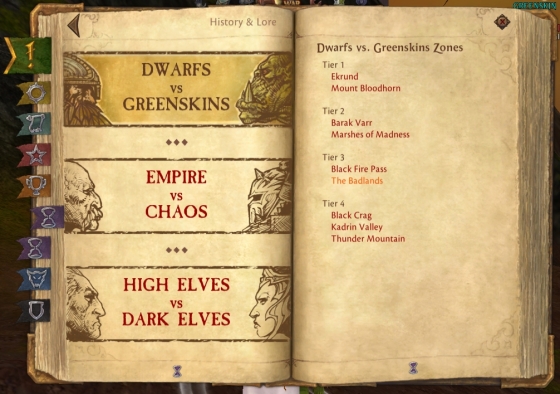 History & Lore
DWARFS
vs
GREENSKINS
EMPIRE
vs
CHAOS
HIGH ELVES
vs
DARK ELVES
Dwarfs vs. Greenskins Zones
Tier 1
Ekrund
Mount Bloodhorn
Tier 2
Barak Varr
Marshes of Madness
Tier 3
Black Fire Pass
The Badlands
Tier 4
Black Crag
Kadrin Valley
Thunder Mountain
GREENSKIN